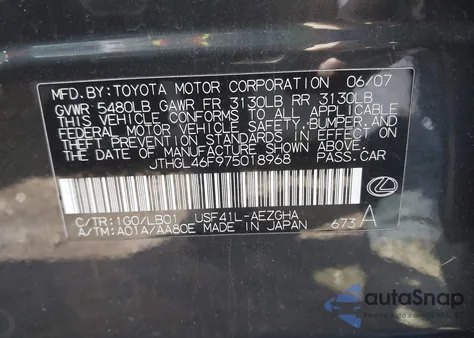 MFD.BY:TOYOTA MOTOR CORPORATION 06/07
GVWR 5480LB GAWR FR 3130LB RR 3130LB
THIS VEHICLE CONFORMS TO ALL APPLICABLE
FEDERAL MOTOR VEHICLE SAFETY,BUMPER,AND
THEFT PREVENTION STANDARDS IN EFFECT ON
THE DATE OF MANUFACTURE SHOWN ABOVE.
JTHGL46F975018968 PASS.CAR
C/TR:1G0/LB01 USF41L-AEZGHA
A/TM:A01A/AA80E MADE IN JAPAN 673 A
autoSnap